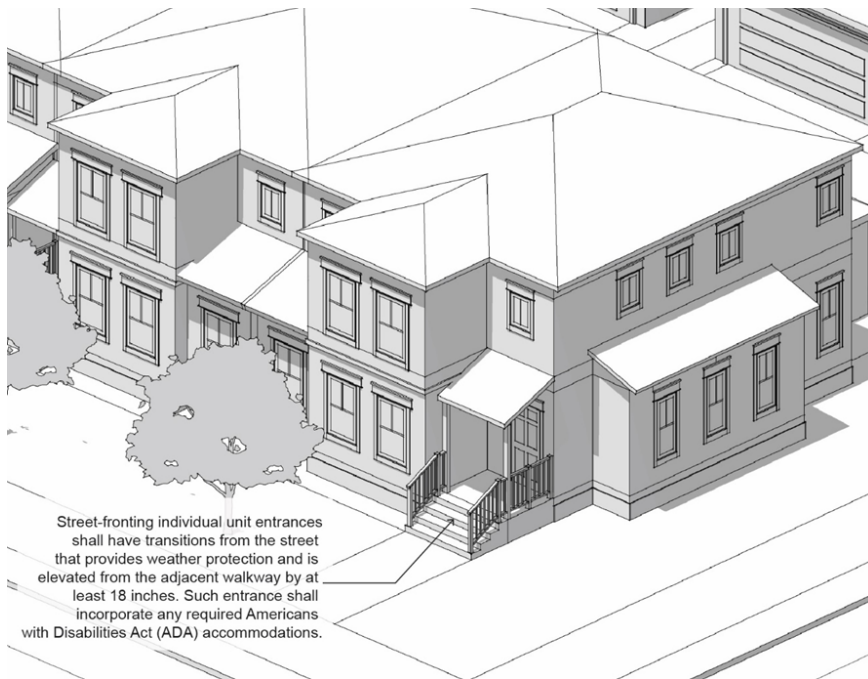 Street-fronting individual unit entrances
shall have transitions from the street
that provides weather protection and is
elevated from the adjacent walkway by at
least 18 inches. Such entrance shall
incorporate any required Americans
with Disabilities Act (ADA) accommodations.